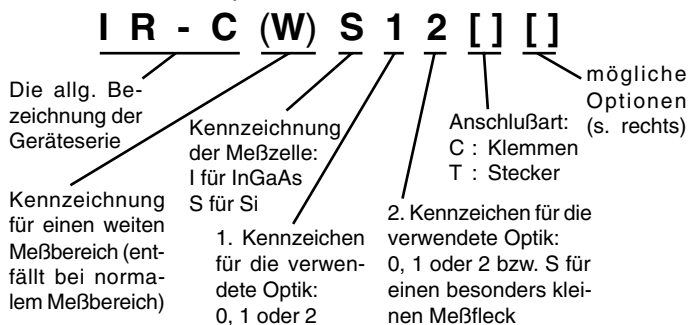 I R - C (W) S 1 2 [ ] [ ]
Die allg. Be-
zeichnung der
Geräteserie
Kennzeichnung
für einen weiten
Meßbereich (ent-
fällt bei norma-
lem Meßbereich)
Kennzeichnung
der Meßzelle:
I für InGaAs
S für Si
1. Kennzeichen
für die verwen-
dete Optik:
0, 1 oder 2
2. Kennzeichen für die
verwendete Optik:
0, 1 oder 2 bzw. S für
einen besonders klei-
nen Meßfleck
Anschlußart:
C : Klemmen
T : Stecker
mögliche
Optionen
(s. rechts)